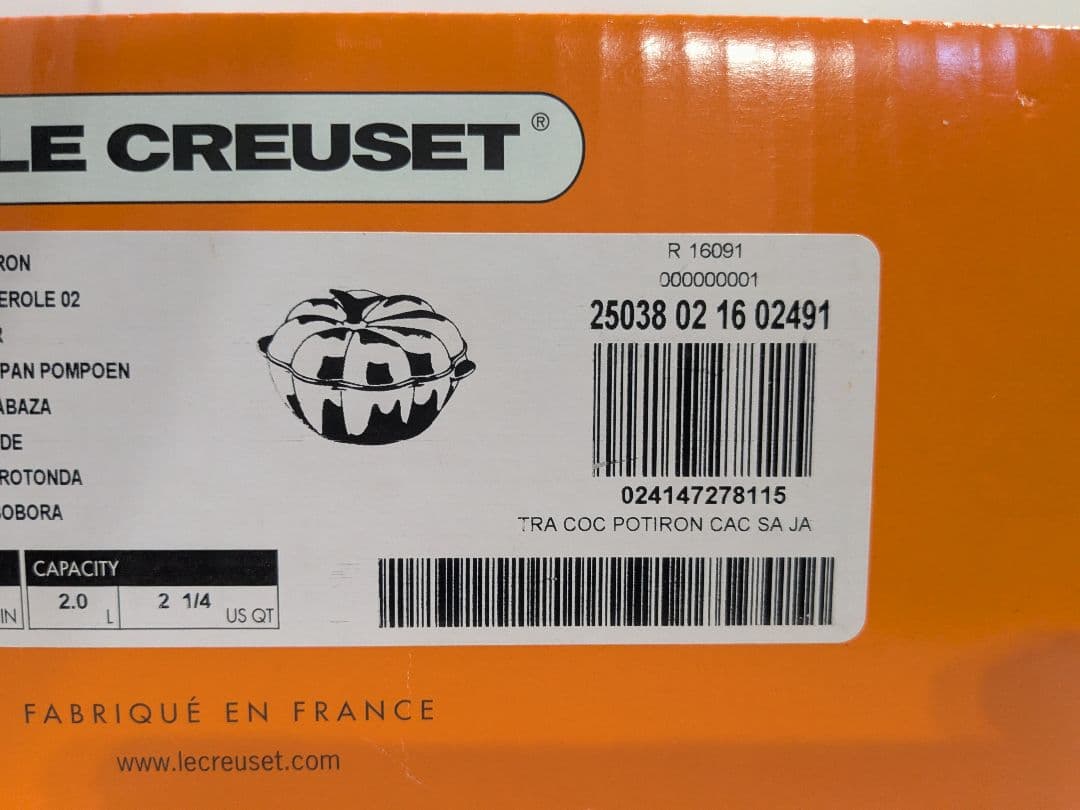 LE CREUSET®
RON
EROLE 02
R
PAN POMPOEN
ABAZA
DE
ROTONDA
OBORA
R 16091
000000001
25038 02 16 02491
024147278115
TRA COC POTIRON CAC SA JA
CAPACITY
IN 2.0 L 2 1/4 US QT
FABRIQUÉ EN FRANCE
www.lecreuset.com